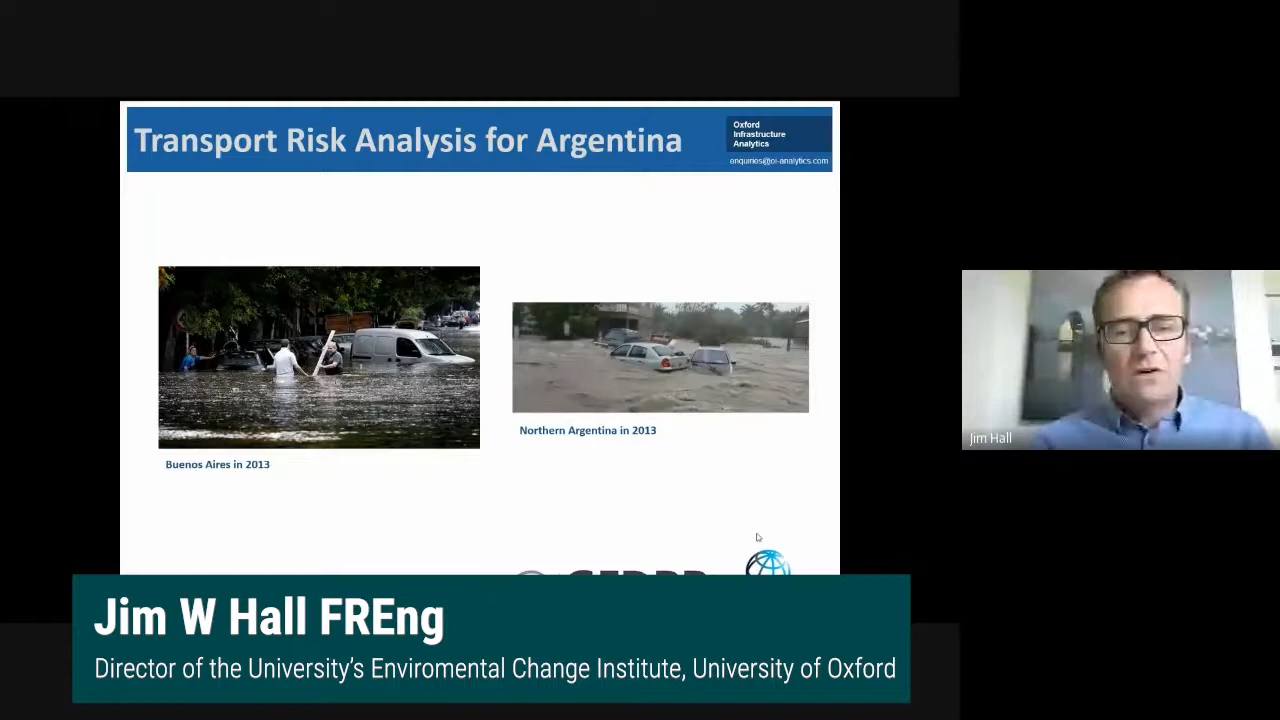 Transport Risk Analysis for Argentina
Oxford
Infrastructure
Analytics
enquiries@oi-analytics.com
Northern Argentina in 2013
Buenos Aires in 2013
Jim Hall
Jim W Hall FREng
Director of the University's Enviromental Change Institute, University of Oxford